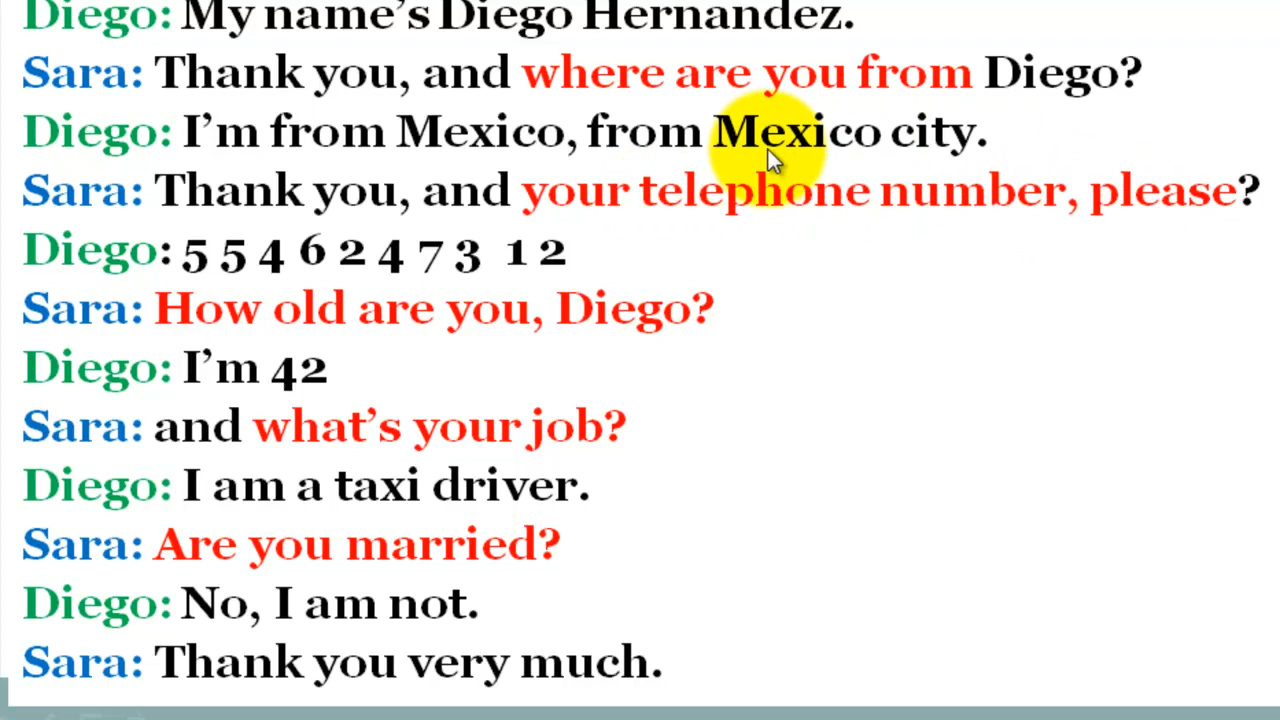 Diego: My name's Diego Hernandez.
Sara: Thank you, and where are you from Diego?
Diego: I'm from Mexico, from Mexico city.
Sara: Thank you, and your telephone number, please?
Diego: 5 5 4 6 2 4 7 3  1 2
Sara: How old are you, Diego?
Diego: I'm 42
Sara: and what's your job?
Diego: I am a taxi driver.
Sara: Are you married?
Diego: No, I am not.
Sara: Thank you very much.